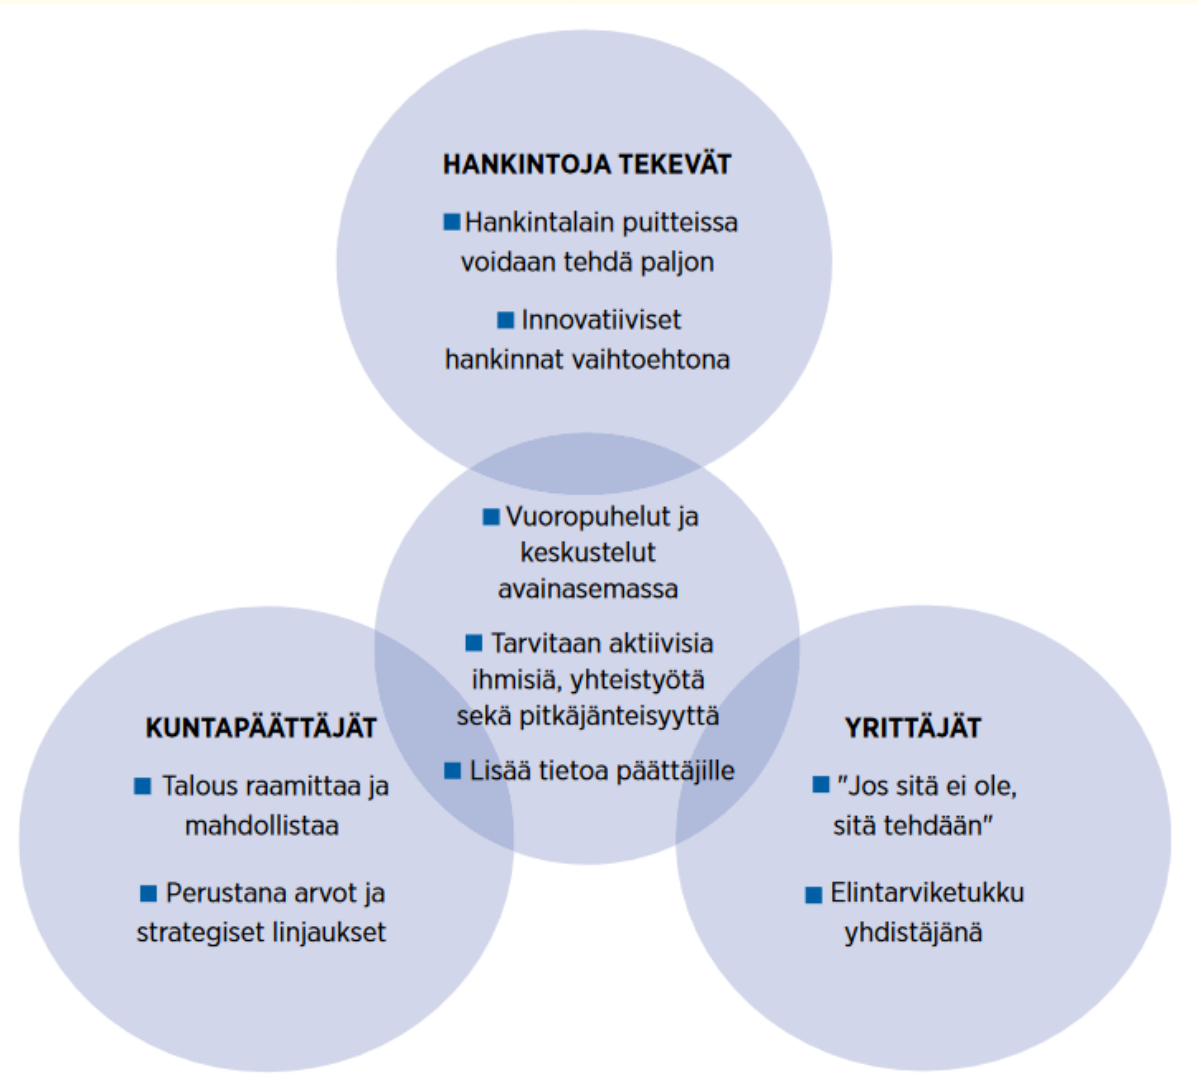 HANKINTOJA TEKEVÄT
Hankintalain puitteissa
voidaan tehdä paljon
Innovatiiviset
hankinnat vaihtoehtona
Vuoropuhelut ja
keskustelut
avainasemassa
Tarvitaan aktiivisia
ihmisiä, yhteistyötä
sekä pitkäjänteisyyttä
Lisää tietoa päättäjille
KUNTAPÄÄTTÄJÄT
Talous raamittaa ja
mahdollistaa
Perustana arvot ja
strategiset linjaukset
YRITTÄJÄT
"Jos sitä ei ole,
sitä tehdään"
Elintarviketukku
yhdistäjänä